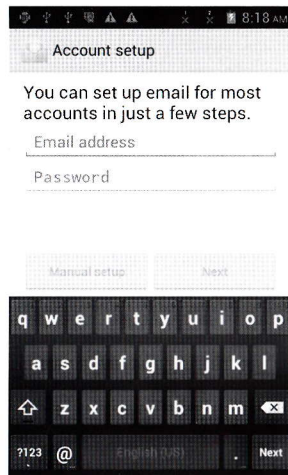 8:18 AM
Account setup
You can set up email for most
accounts in just a few steps.
Email address
Password
Manual setup Next
q w e r t y u i o p
a s d f g h j k l
z x c v b n m
?123 @ English (US) . Next